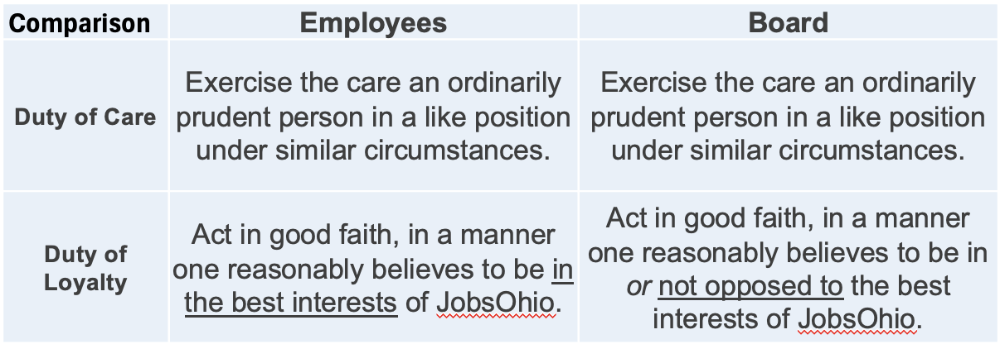 Comparison
Employees
Board
Duty of Care
Exercise the care an ordinarily
prudent person in a like position
under similar circumstances.
Exercise the care an ordinarily
prudent person in a like position
under similar circumstances.
Duty of
Loyalty
Act in good faith, in a manner
one reasonably believes to be in
the best interests of JobsOhio.
Act in good faith, in a manner
one reasonably believes to be in
or not opposed to the best
interests of JobsOhio.